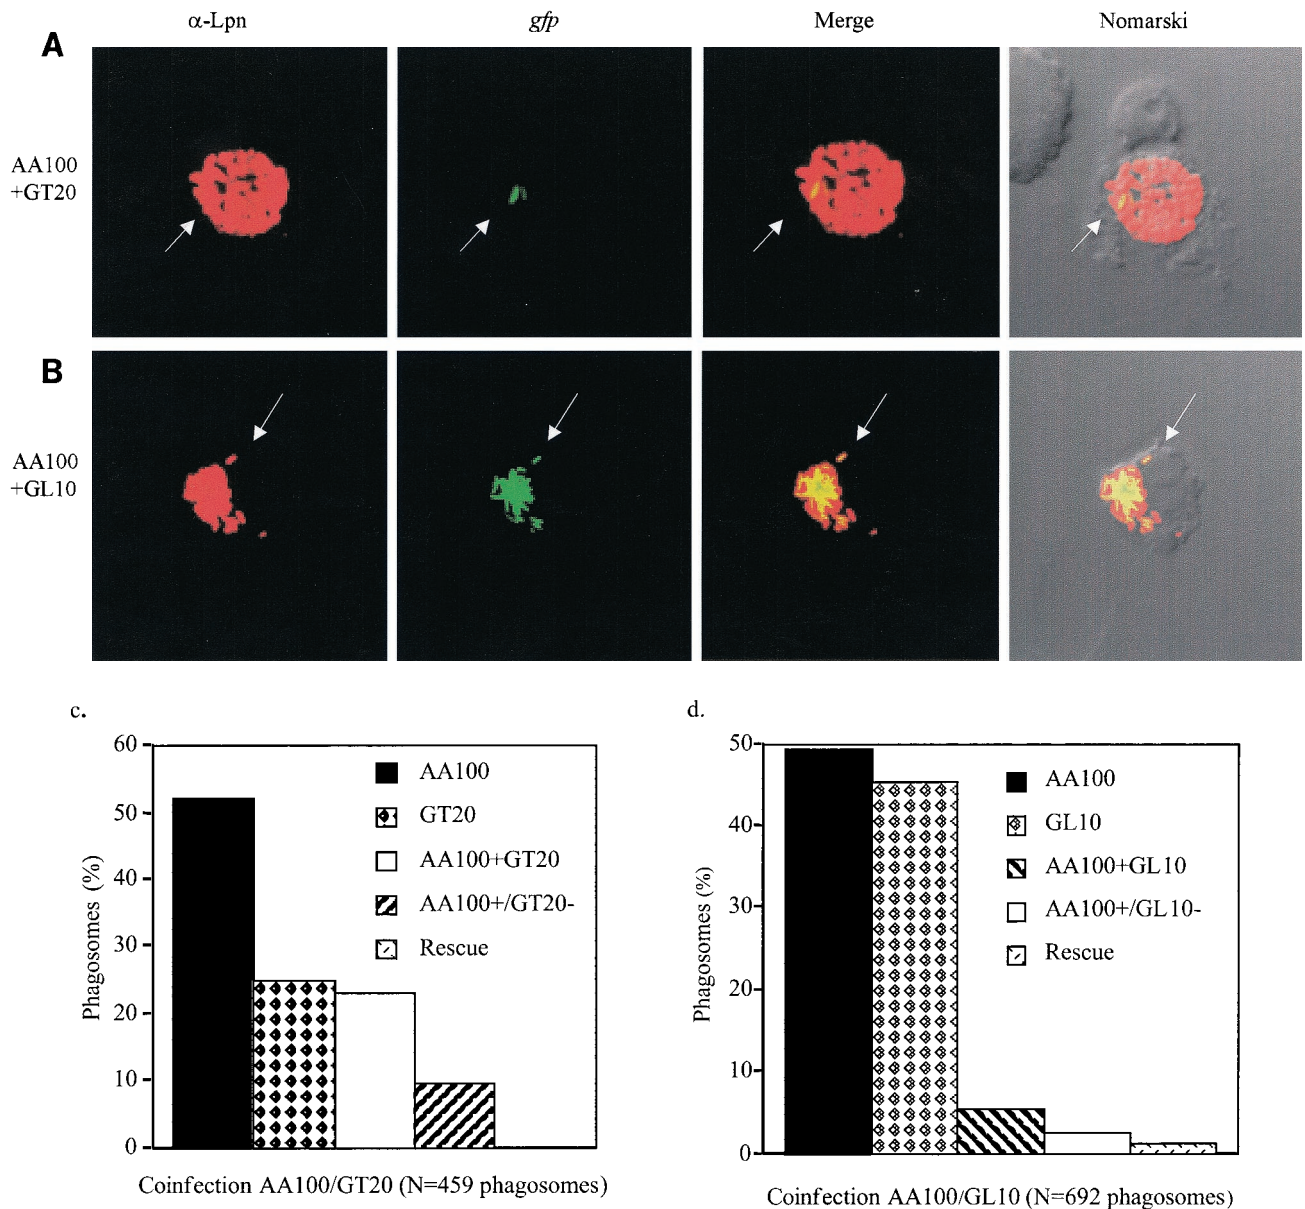 α-Lpn gfp Merge Nomarski
A
AA100
+GT20
B
AA100
+GL10
c.
60
50
40
30
20
10
0
Phagosomes (%)
AA100
GT20
AA100+GT20
AA100+/GT20-
Rescue
Coinfection AA100/GT20 (N=459 phagosomes)
d.
50
40
30
20
10
0
Phagosomes (%)
AA100
GL10
AA100+GL10
AA100+/GL10-
Rescue
Coinfection AA100/GL10 (N=692 phagosomes)